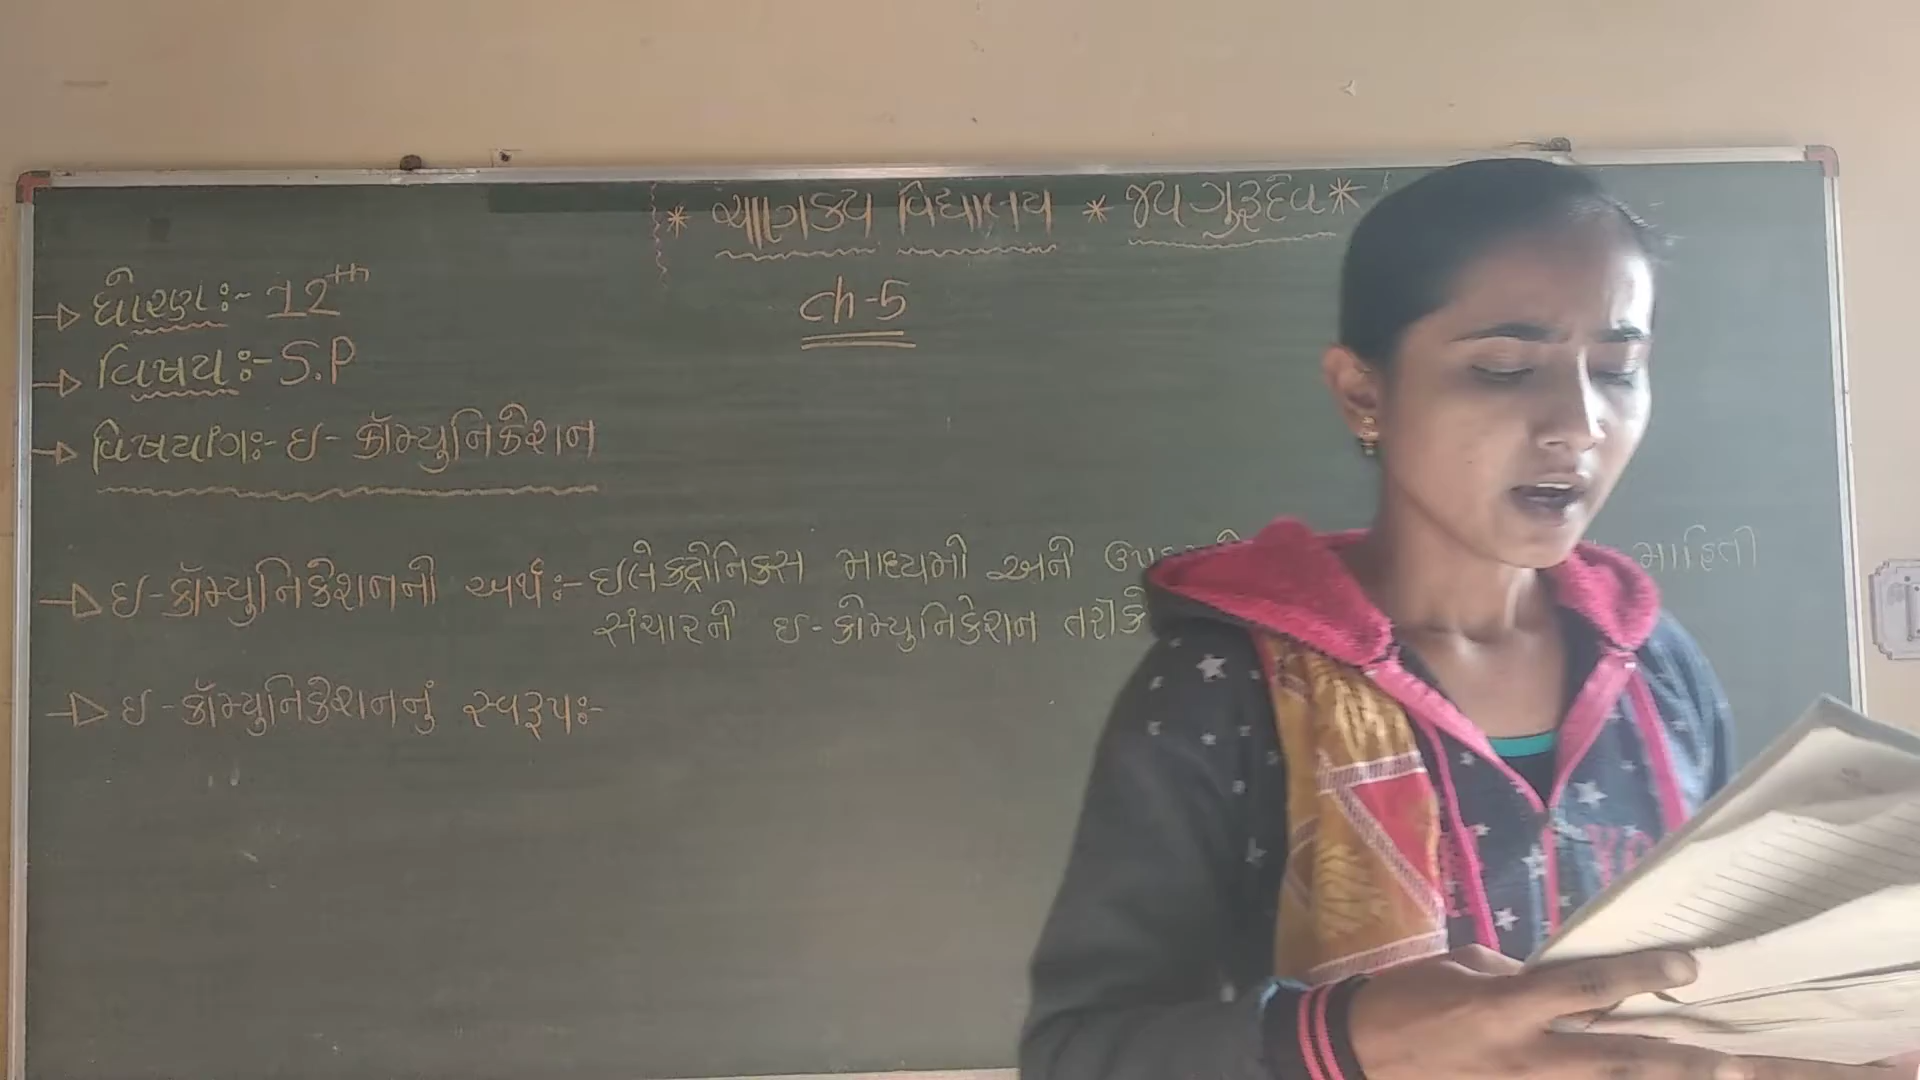 * ચાણક્ય વિદ્યાલય * જય ગુરૂદેવ *
Ch-5
→ ધોરણ:- 12th
→ વિષય:- S.P
→ વિષયાંગ:- ઇ- કૉમ્યુનિકેશન
→ ઇ-કૉમ્યુનિકેશનનો અર્થ:- ઇલેક્ટ્રોનિક્સ માધ્યમો અને માહિતી
સંચારને ઇ-કોમ્યુનિકેશન તરીકે
→ ઇ-કૉમ્યુનિકેશનનું સ્વરૂપ:-